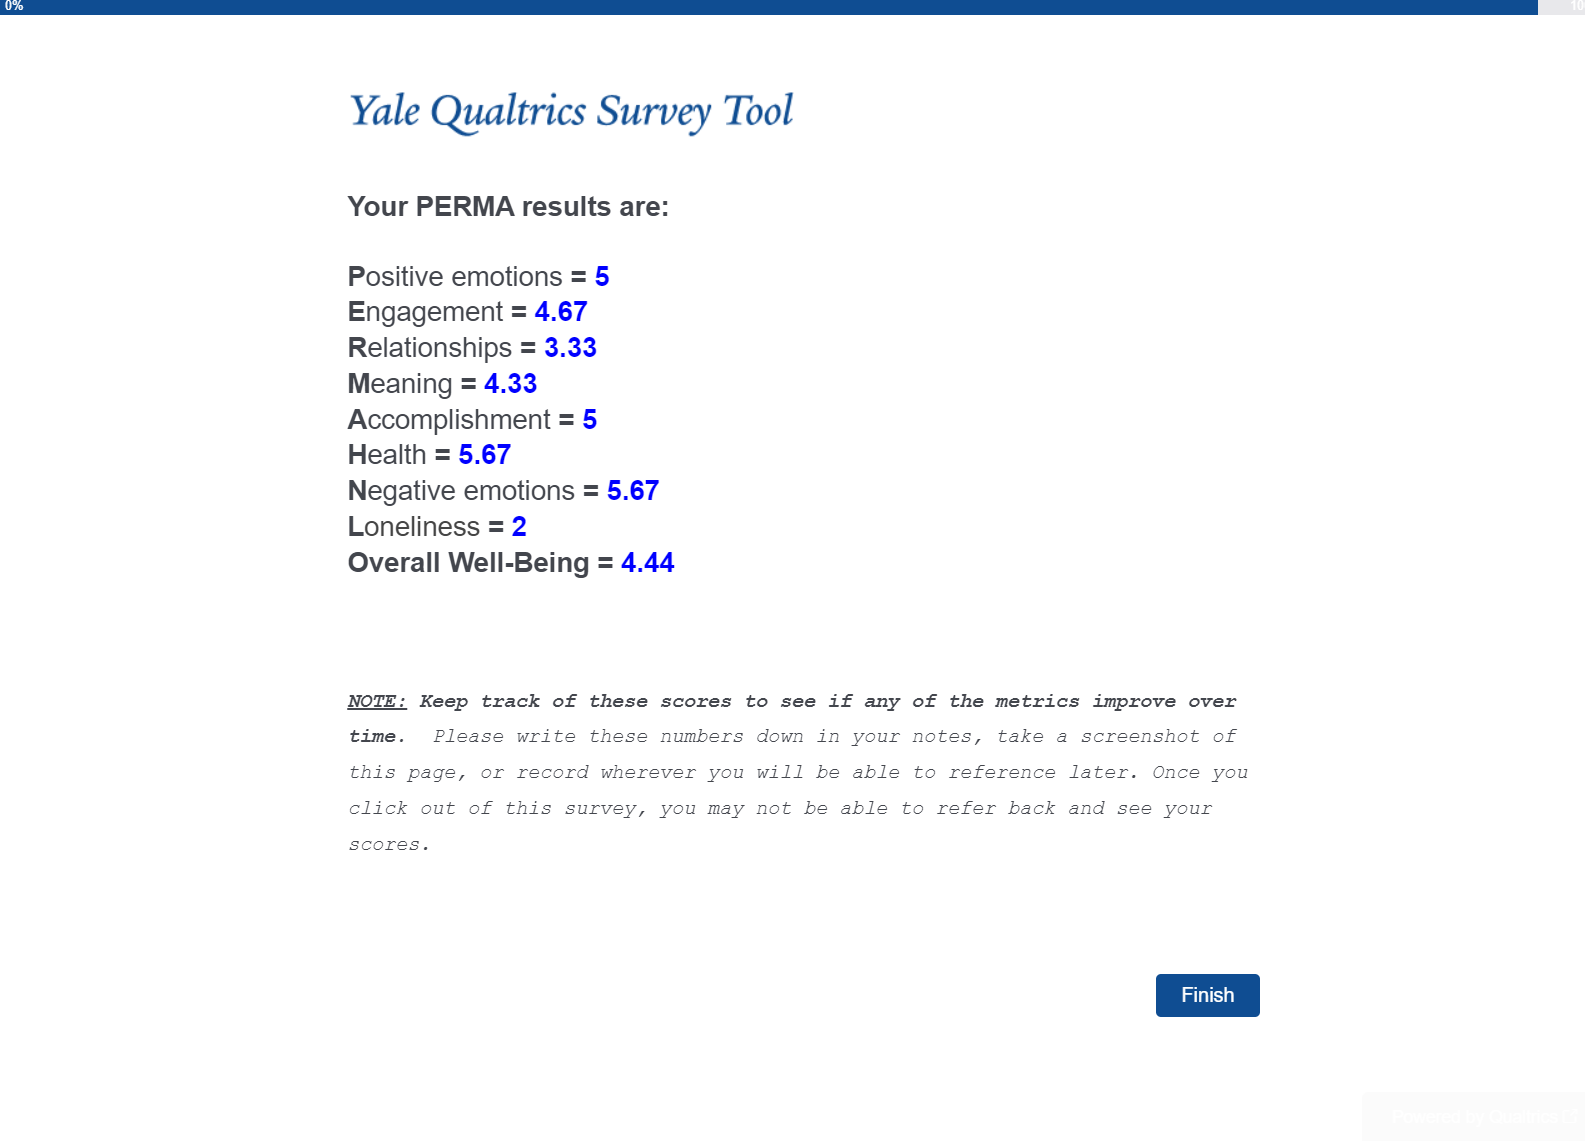 0%
10
Yale Qualtrics Survey Tool
Your PERMA results are:
Positive emotions = 5
Engagement = 4.67
Relationships = 3.33
Meaning = 4.33
Accomplishment = 5
Health = 5.67
Negative emotions = 5.67
Loneliness = 2
Overall Well-Being = 4.44
NOTE: Keep track of these scores to see if any of the metrics improve over
time. Please write these numbers down in your notes, take a screenshot of
this page, or record wherever you will be able to reference later. Once you
click out of this survey, you may not be able to refer back and see your
scores.
Finish
Powered by Qualtrics